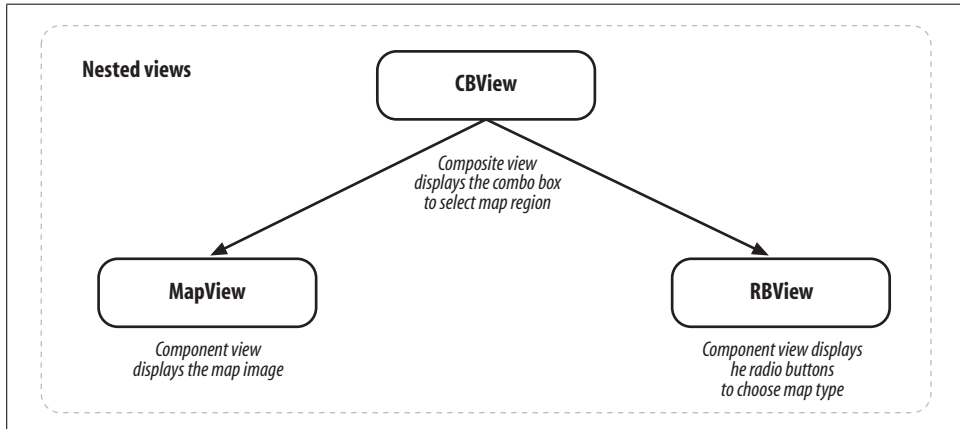 Nested views
CBView
Composite view
displays the combo box
to select map region
MapView
RBView
Component view
displays the map image
Component view displays
he radio buttons
to choose map type